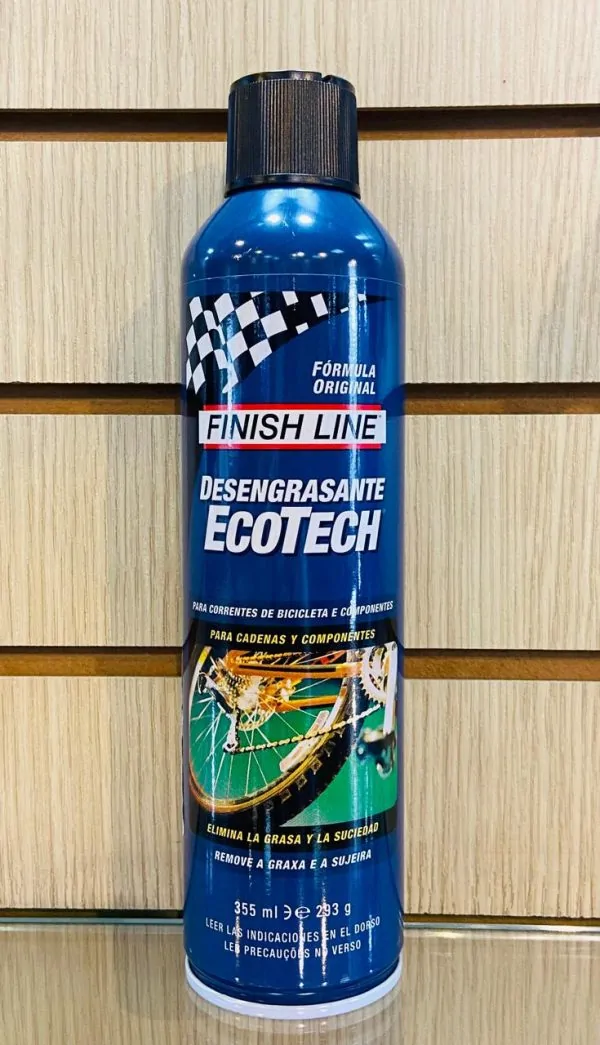 FÓRMULA
ORIGINAL
FINISH LINE
DESENGRASANTE
ECOTECH
PARA CORRENTES DE BICICLETA E COMPONENTES
PARA CADENAS Y COMPONENTES
ELIMINA LA GRASA Y LA SUCIEDAD
REMOVE A GRAXA E A SUJEIRA
355 ml ℮ 293 g
LEER LAS INDICACIONES EN EL DORSO
LER PRECAUÇÕES NO VERSO